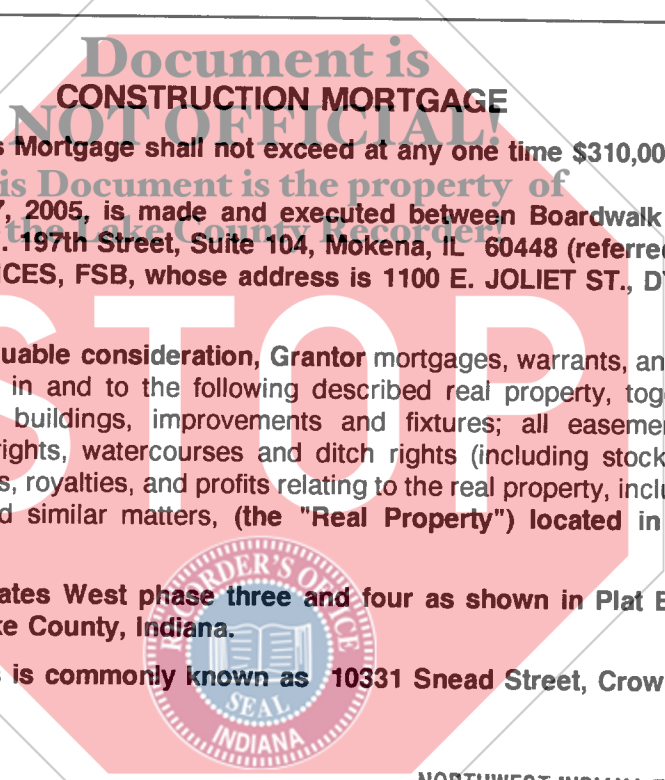 Document is
CONSTRUCTION MORTGAGE
NOT OFFICIAL!
s Mortgage shall not exceed at any one time $310,00
is Document is the property of
7, 2005, is made and executed between Boardwalk
the Lake County Recorder!
. 197th Street, Suite 104, Mokena, IL 60448 (referred
ICES, FSB, whose address is 1100 E. JOLIET ST., DY
STOP
uable consideration, Grantor mortgages, warrants, an
in and to the following described real property, tog
buildings, improvements and fixtures; all easemen
rights, watercourses and ditch rights (including stock
s, royalties, and profits relating to the real property, inclu
d similar matters, (the "Real Property") located in
ates West phase three and four as shown in Plat B
ke County, Indiana.
s is commonly known as 10331 Snead Street, Crow
RECORDER'S OFFICE
SEAL
INDIANA
NORTHWEST INDIANA